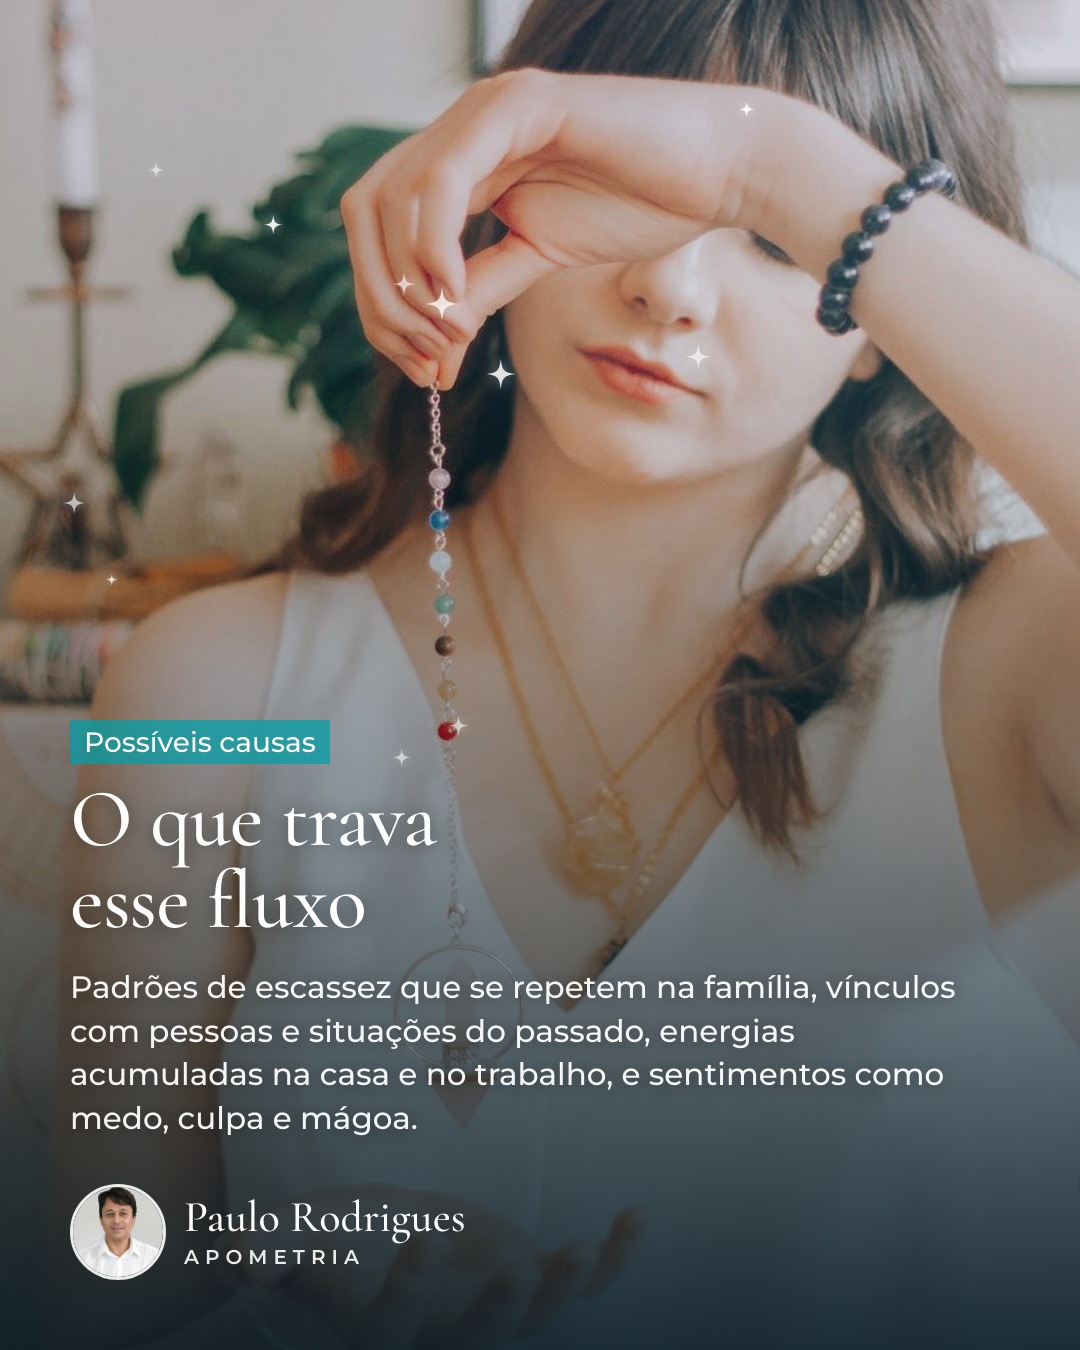 Possíveis causas
O que trava
esse fluxo
Padrões de escassez que se repetem na família, vínculos
com pessoas e situações do passado, energias
acumuladas na casa e no trabalho, e sentimentos como
medo, culpa e mágoa.
Paulo Rodrigues
APOMETRIA